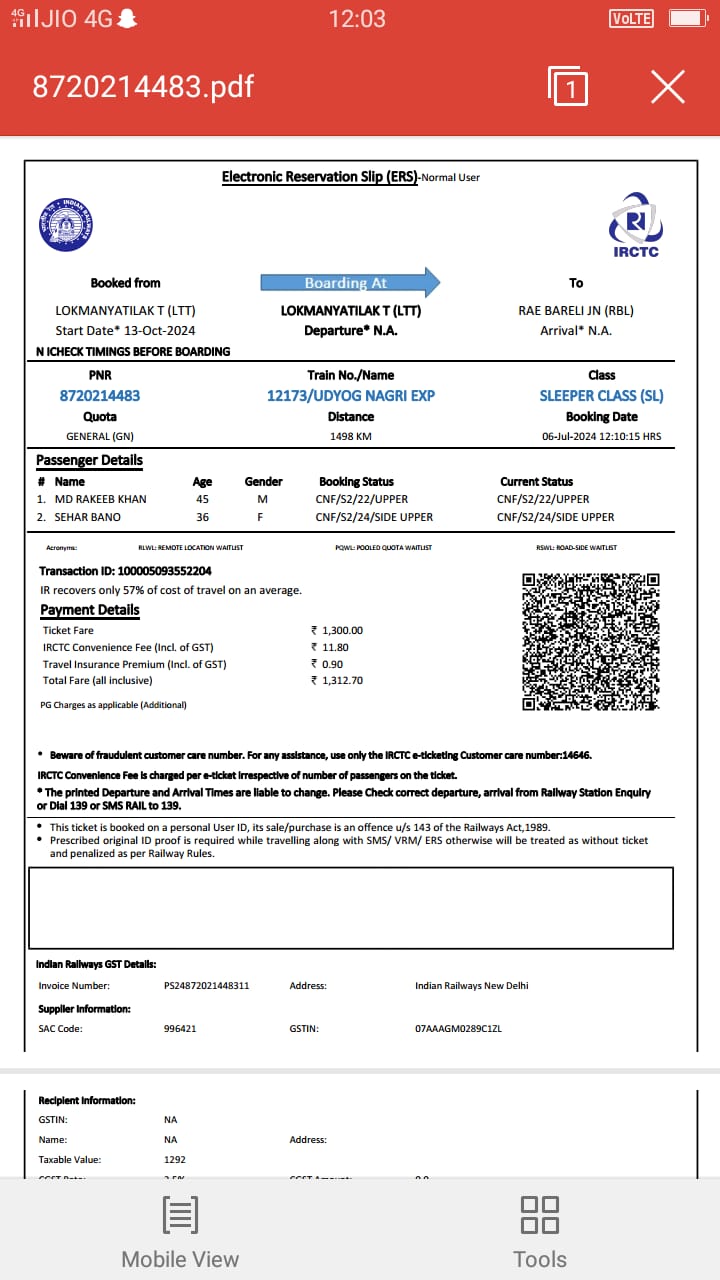 4G JIO 4G 12:03 VoLTE
8720214483.pdf 1
Electronic Reservation Slip (ERS)-Normal User
INDIAN RAILWAYS
IRCTC
Booked from Boarding At To
LOKMANYATILAK T (LTT) LOKMANYATILAK T (LTT) RAE BARELI JN (RBL)
Start Date* 13-Oct-2024 Departure* N.A. Arrival* N.A.
N ICHECK TIMINGS BEFORE BOARDING
PNR Train No./Name Class
8720214483 12173/UDYOG NAGRI EXP SLEEPER CLASS (SL)
Quota Distance Booking Date
GENERAL (GN) 1498 KM 06-Jul-2024 12:10:15 HRS
Passenger Details
# Name Age Gender Booking Status Current Status
1. MD RAKEEB KHAN 45 M CNF/S2/22/UPPER CNF/S2/22/UPPER
2. SEHAR BANO 36 F CNF/S2/24/SIDE UPPER CNF/S2/24/SIDE UPPER
Acronyms: RLWL: REMOTE LOCATION WAITLIST PQWL: POOLED QUOTA WAITLIST RSWL: ROAD-SIDE WAITLIST
Transaction ID: 100005093552204
IR recovers only 57% of cost of travel on an average.
Payment Details
Ticket Fare ₹ 1,300.00
IRCTC Convenience Fee (Incl. of GST) ₹ 11.80
Travel Insurance Premium (Incl. of GST) ₹ 0.90
Total Fare (all inclusive) ₹ 1,312.70
PG Charges as applicable (Additional)
* Beware of fraudulent customer care number. For any assistance, use only the IRCTC e-ticketing Customer care number:14646.
IRCTC Convenience Fee is charged per e-ticket irrespective of number of passengers on the ticket.
* The printed Departure and Arrival Times are liable to change. Please Check correct departure, arrival from Railway Station Enquiry
or Dial 139 or SMS RAIL to 139.
• This ticket is booked on a personal User ID, its sale/purchase is an offence u/s 143 of the Railways Act,1989.
• Prescribed original ID proof is required while travelling along with SMS/ VRM/ ERS otherwise will be treated as without ticket
and penalized as per Railway Rules.
Indian Railways GST Details:
Invoice Number: PS24872021448311 Address: Indian Railways New Delhi
Supplier Information:
SAC Code: 996421 GSTIN: 07AAAGM0289C1ZL
Recipient Information:
GSTIN: NA
Name: NA Address:
Taxable Value: 1292
Mobile View Tools